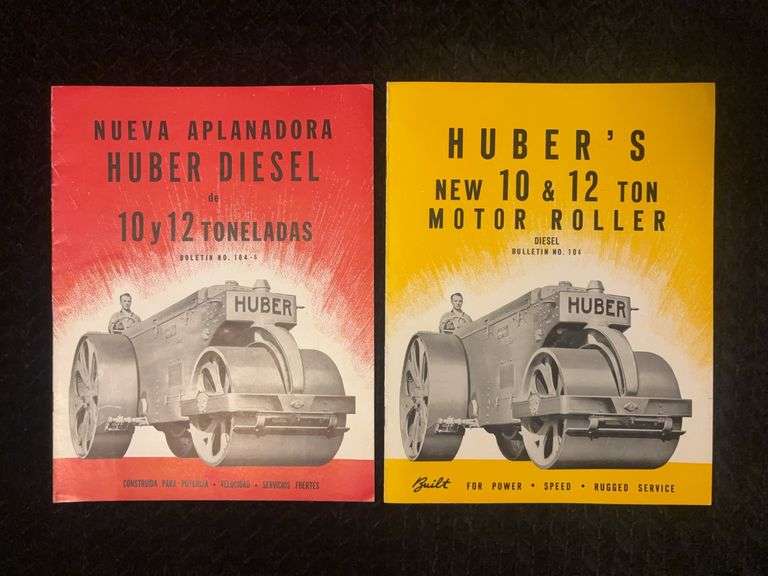 NUEVA APLANADORA
HUBER DIESEL
de
10 y 12 TONELADAS
BOLETIN NO. 104-S
HUBER
CONSTRUIDA PARA POTENCIA • VELOCIDAD • SERVICIOS FUERTES
HUBER'S
NEW 10 & 12 TON
MOTOR ROLLER
DIESEL
BULLETIN NO. 104
HUBER
Built FOR POWER • SPEED • RUGGED SERVICE